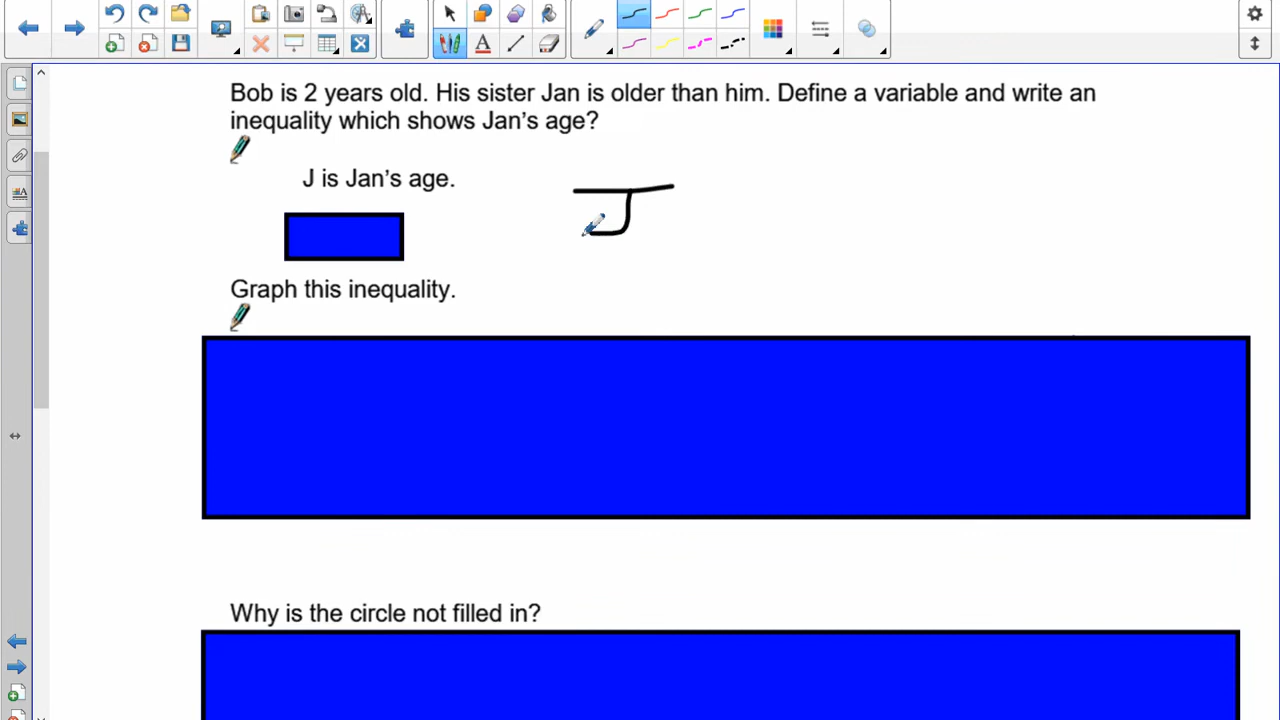 Bob is 2 years old. His sister Jan is older than him. Define a variable and write an
inequality which shows Jan's age?
J is Jan's age.
J
Graph this inequality.
Why is the circle not filled in?